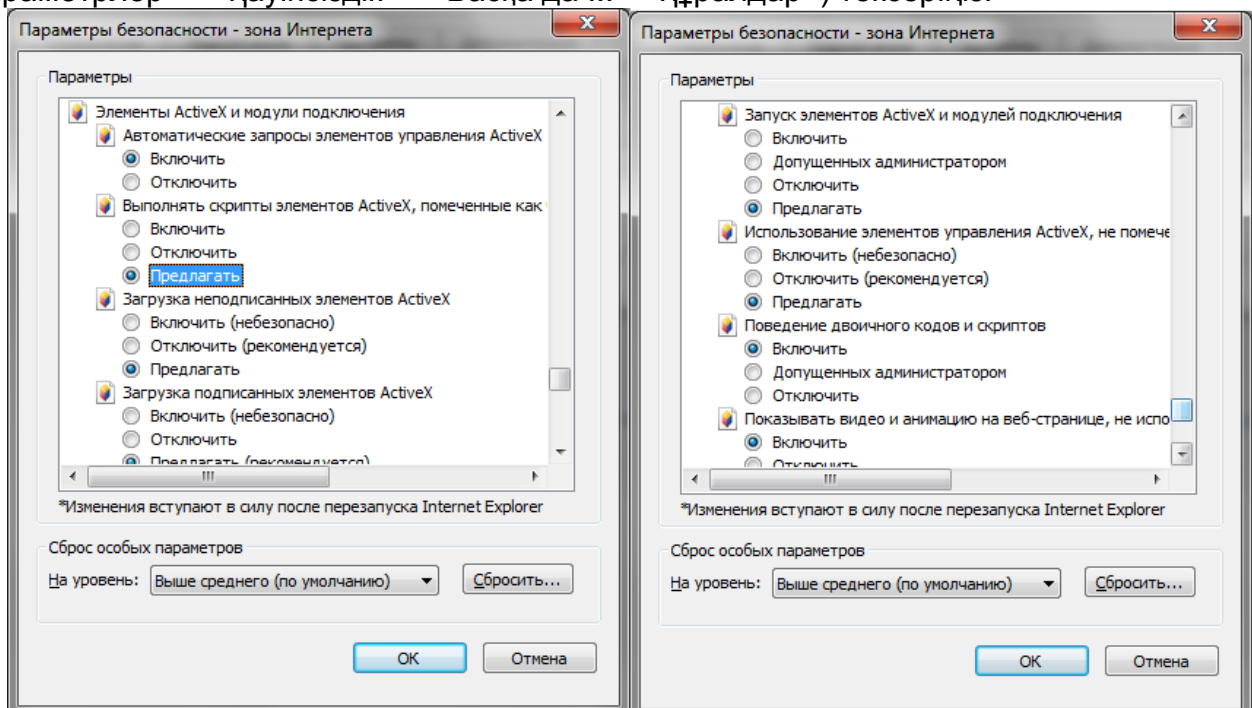 Параметры безопасности - зона Интернета
Параметры
Элементы ActiveX и модули подключения
Автоматические запросы элементов управления ActiveX
Включить
Отключить
Выполнять скрипты элементов ActiveX, помеченные как
Включить
Отключить
Предлагать
Загрузка неподписанных элементов ActiveX
Включить (небезопасно)
Отключить (рекомендуется)
Предлагать
Загрузка подписанных элементов ActiveX
Включить (небезопасно)
Отключить
Предлагать (рекомендуется)
*Изменения вступают в силу после перезапуска Internet Explorer
Сброс особых параметров
На уровень: Выше среднего (по умолчанию) Сбросить...
ОК Отмена
Параметры безопасности - зона Интернета
Параметры
Запуск элементов ActiveX и модулей подключения
Включить
Допущенных администратором
Отключить
Предлагать
Использование элементов управления ActiveX, не помече
Включить (небезопасно)
Отключить (рекомендуется)
Предлагать
Поведение двоичного кодов и скриптов
Включить
Допущенных администратором
Отключить
Показывать видео и анимацию на веб-странице, не испо
Включить
Отключить
*Изменения вступают в силу после перезапуска Internet Explorer
Сброс особых параметров
На уровень: Выше среднего (по умолчанию) Сбросить...
ОК Отмена